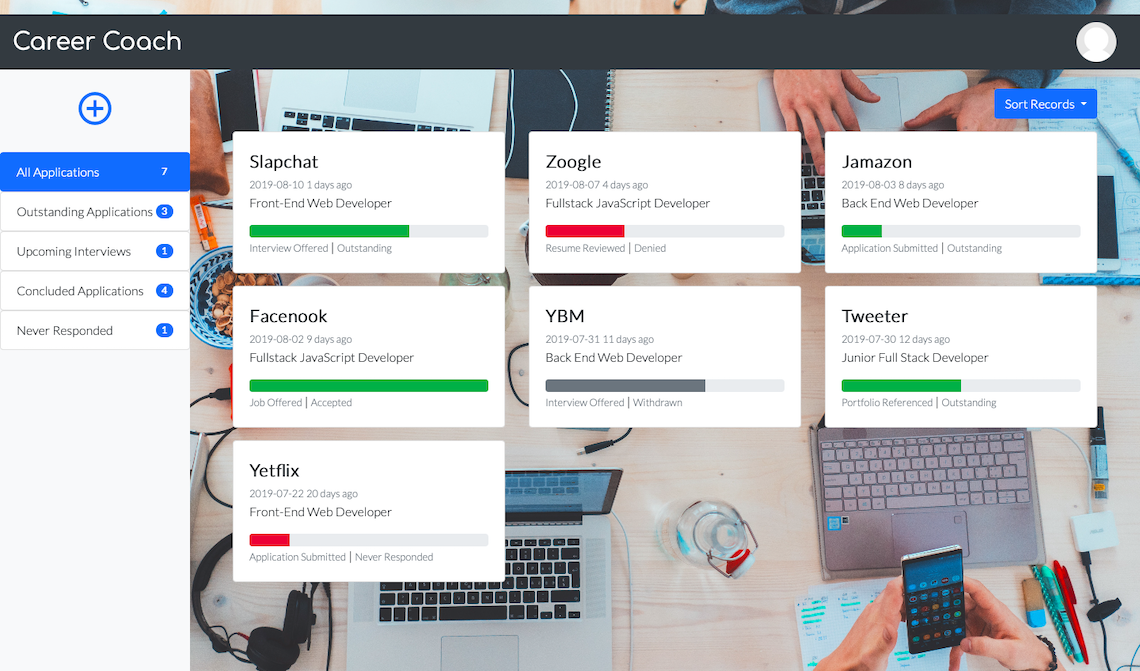 Career Coach
Sort Records
All Applications 7
Outstanding Applications 3
Upcoming Interviews 1
Concluded Applications 4
Never Responded 1
Slapchat
2019-08-10 1 days ago
Front-End Web Developer
Interview Offered | Outstanding
Zoogle
2019-08-07 4 days ago
Fullstack JavaScript Developer
Resume Reviewed | Denied
Jamazon
2019-08-03 8 days ago
Back End Web Developer
Application Submitted | Outstanding
Facenook
2019-08-02 9 days ago
Fullstack JavaScript Developer
Job Offered | Accepted
YBM
2019-07-31 11 days ago
Back End Web Developer
Interview Offered | Withdrawn
Tweeter
2019-07-30 12 days ago
Junior Full Stack Developer
Portfolio Referenced | Outstanding
Yetflix
2019-07-22 20 days ago
Front-End Web Developer
Application Submitted | Never Responded